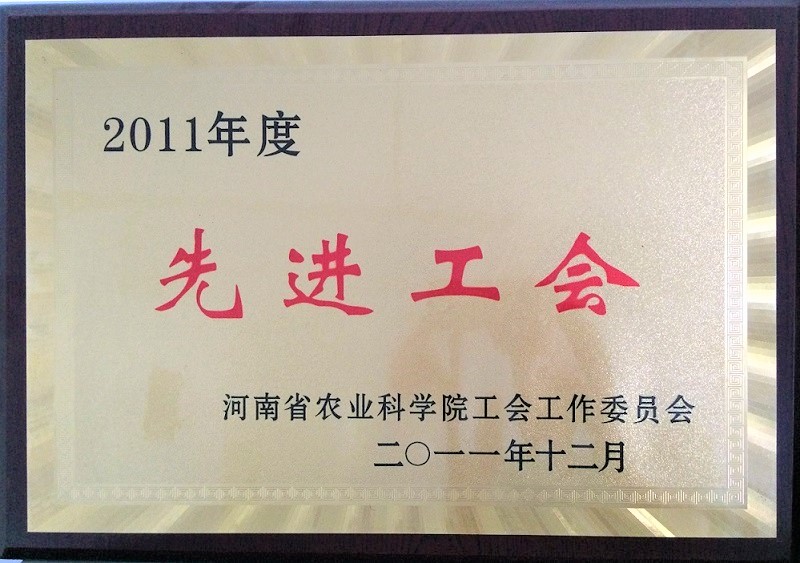 2011年度
先进工会
河南省农业科学院工会工作委员会
二〇一一年十二月